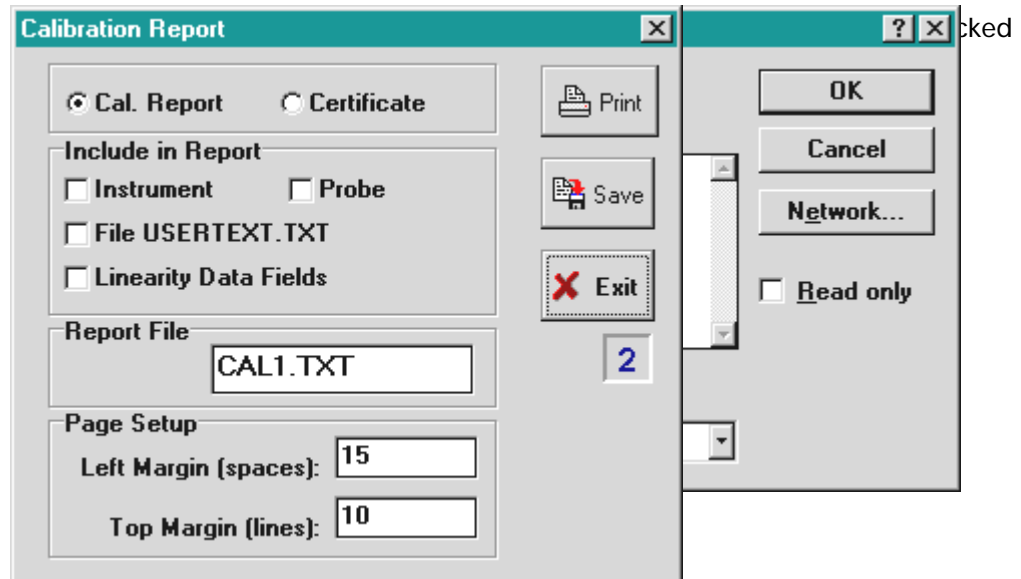 Calibration Report
Cal. Report
Certificate
Print
Include in Report
Instrument
Probe
File USERTEXT.TXT
Linearity Data Fields
Save
Exit
2
Report File
CAL1.TXT
Page Setup
Left Margin (spaces): 15
Top Margin (lines): 10
?
cked
OK
Cancel
Network...
Read only